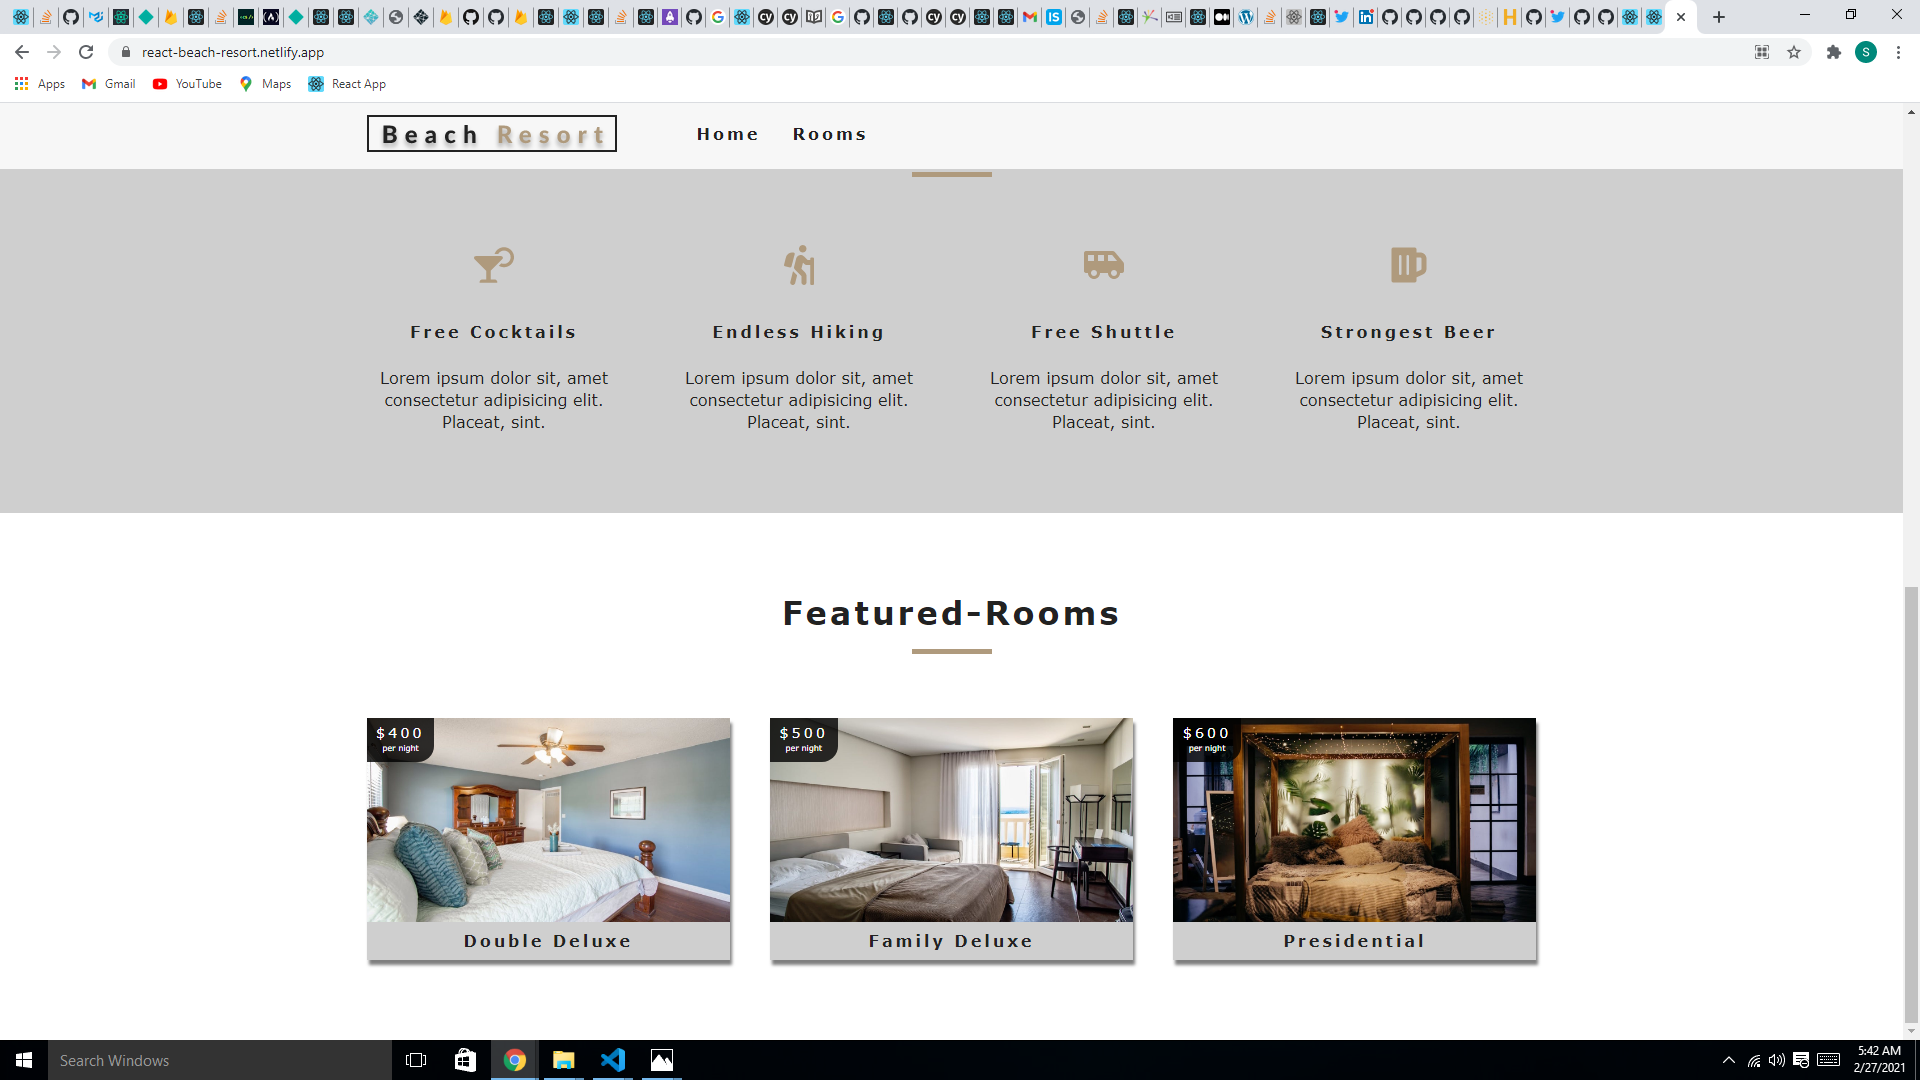 react-beach-resort.netlify.app
S
Apps
Gmail
YouTube
Maps
React App
Beach Resort
Home
Rooms
Free Cocktails
Lorem ipsum dolor sit, amet
consectetur adipisicing elit.
Placeat, sint.
Endless Hiking
Lorem ipsum dolor sit, amet
consectetur adipisicing elit.
Placeat, sint.
Free Shuttle
Lorem ipsum dolor sit, amet
consectetur adipisicing elit.
Placeat, sint.
Strongest Beer
Lorem ipsum dolor sit, amet
consectetur adipisicing elit.
Placeat, sint.
Featured-Rooms
$400
per night
Double Deluxe
$500
per night
Family Deluxe
$600
per night
Presidential
Search Windows
5:42 AM
2/27/2021